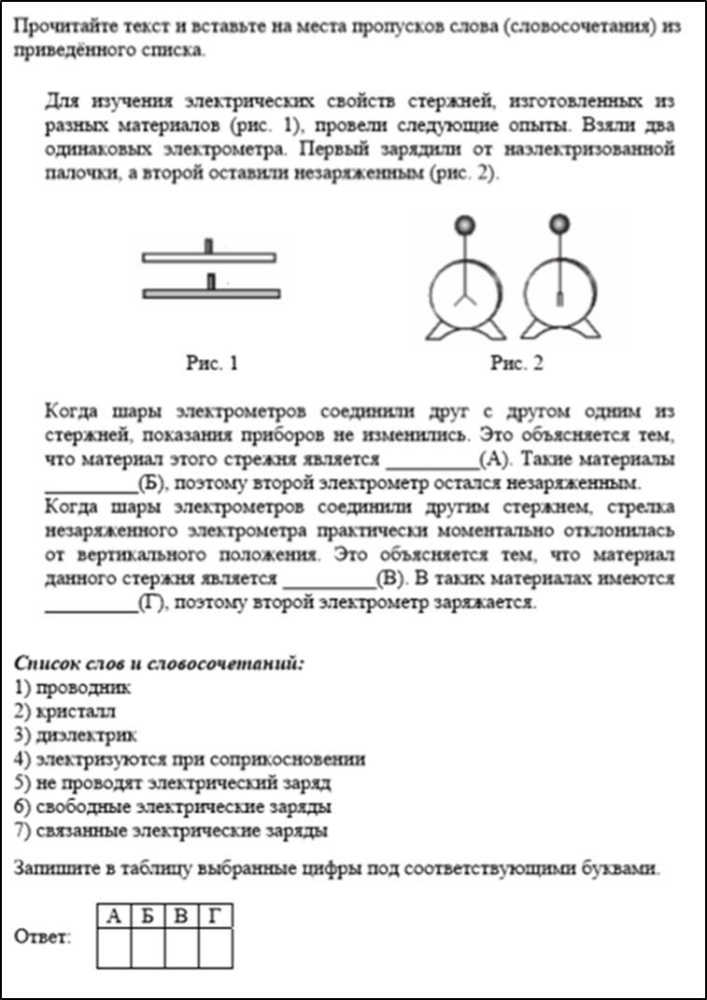 Прочитайте текст и вставьте на места пропусков слова (словосочетания) из
приведённого списка.
Для изучения электрических свойств стержней, изготовленных из
разных материалов (рис. 1), провели следующие опыты. Взяли два
одинаковых электрометра. Первый зарядили от наэлектризованной
палочки, а второй оставили незаряженным (рис. 2).
Рис. 1
Рис. 2
Когда шары электрометров соединили друг с другом одним из
стержней, показания приборов не изменились. Это объясняется тем,
что материал этого стрежня является _________(А). Такие материалы
_________(Б), поэтому второй электрометр остался незаряженным.
Когда шары электрометров соединили другим стержнем, стрелка
незаряженного электрометра практически моментально отклонилась
от вертикального положения. Это объясняется тем, что материал
данного стержня является _________(В). В таких материалах имеются
_________(Г), поэтому второй электрометр заряжается.
Список слов и словосочетаний:
1) проводник
2) кристалл
3) диэлектрик
4) электризуются при соприкосновении
5) не проводят электрический заряд
6) свободные электрические заряды
7) связанные электрические заряды
Запишите в таблицу выбранные цифры под соответствующими буквами.
А Б В Г
Ответ: